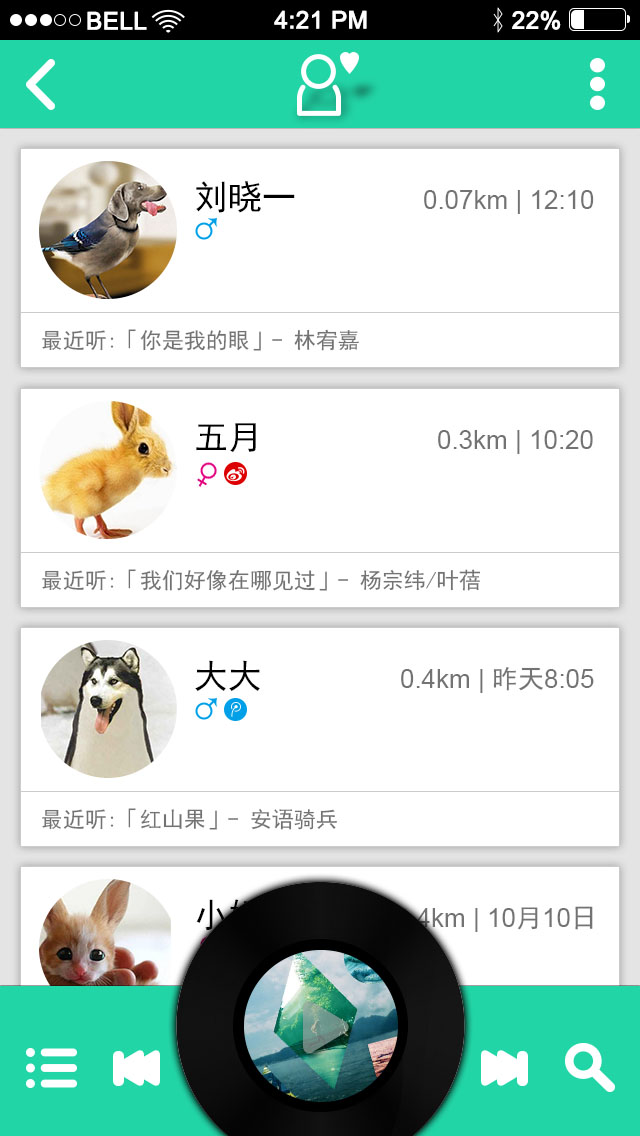 BELL 4:21 PM 22%
刘晓一 0.07km | 12:10
最近听:「你是我的眼」- 林宥嘉
五月 0.3km | 10:20
最近听:「我们好像在哪见过」- 杨宗纬/叶蓓
大大 0.4km | 昨天8:05
最近听:「红山果」- 安语骑兵
小 4km | 10月10日